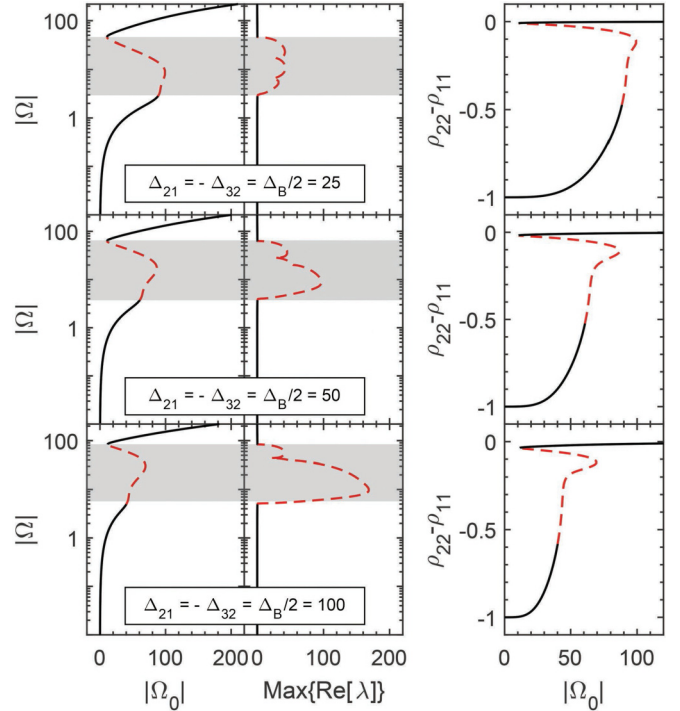 100
|Ω|
1
Δ21 = - Δ32 = ΔB/2 = 25
0
ρ22-ρ11
-0.5
-1
100
|Ω|
1
Δ21 = - Δ32 = ΔB/2 = 50
0
ρ22-ρ11
-0.5
-1
100
|Ω|
1
Δ21 = - Δ32 = ΔB/2 = 100
0
ρ22-ρ11
-0.5
-1
0 100 200 0 100 200
|Ω0| Max{Re[λ]}
0 50 100
|Ω0|